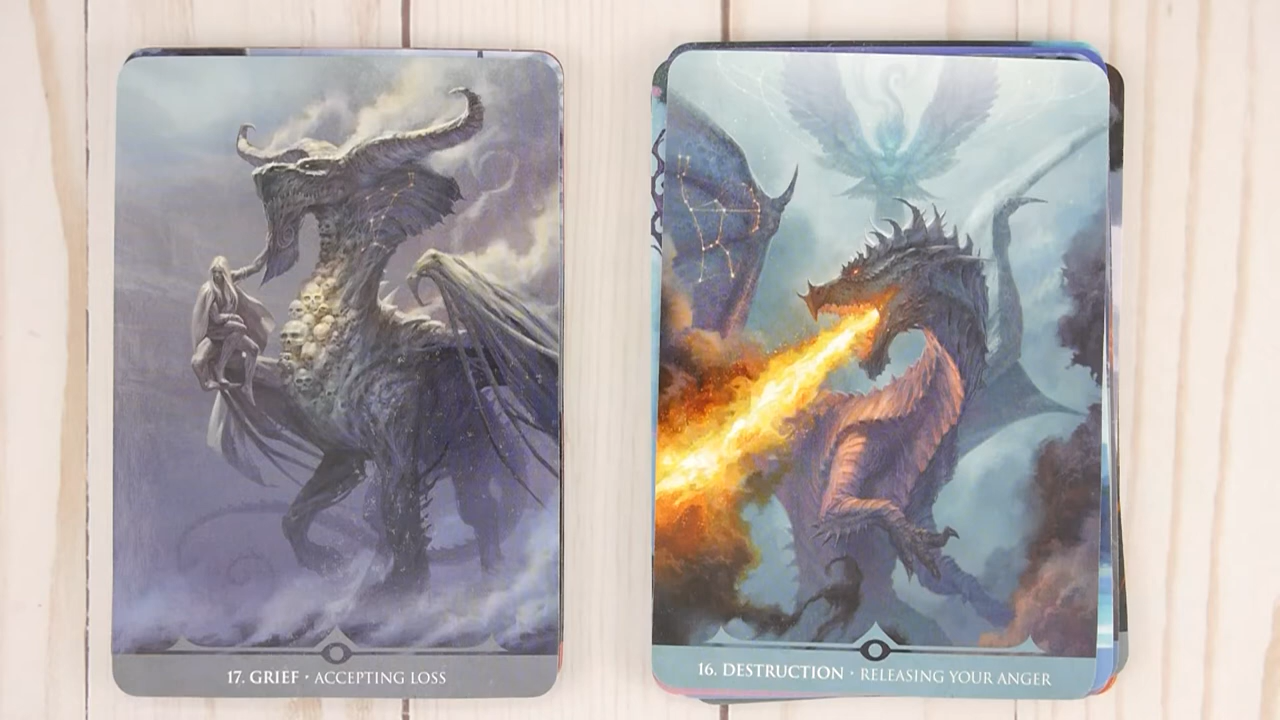 17. GRIEF • ACCEPTING LOSS
16. DESTRUCTION • RELEASING YOUR ANGER